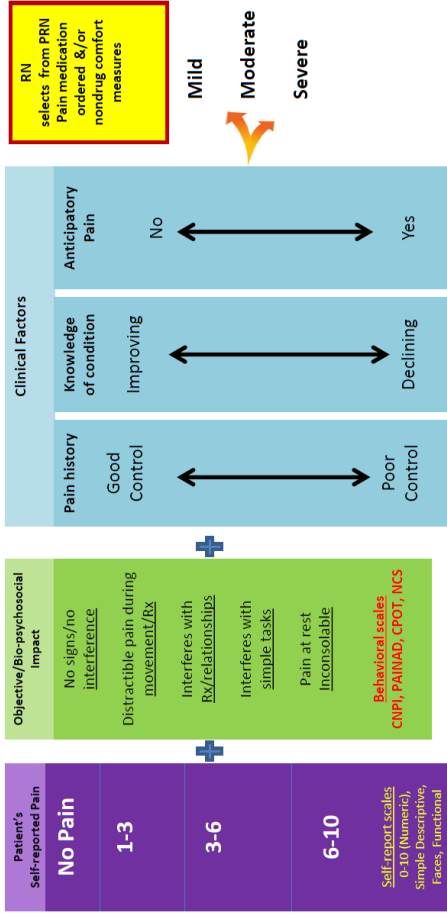 Patient's
Self-reported Pain
No Pain
1-3
3-6
6-10
Self-report scales
0-10 (Numeric),
Simple Descriptive,
Faces, Functional
Objective/Bio-psychosocial
Impact
No signs/no
interference
Distractible pain during
movement/Rx
Interferes with
Rx/relationships
Interferes with
simple tasks
Pain at rest
Inconsolable
Behavioral scales
CNPI, PAINAD, CPOT, NCS
Clinical Factors
Pain history
Good
Control
Poor
Control
Knowledge
of condition
Improving
Declining
Anticipatory
Pain
No
Yes
RN
selects from PRN
Pain medication
ordered &/or
nondrug comfort
measures
Mild
Moderate
Severe